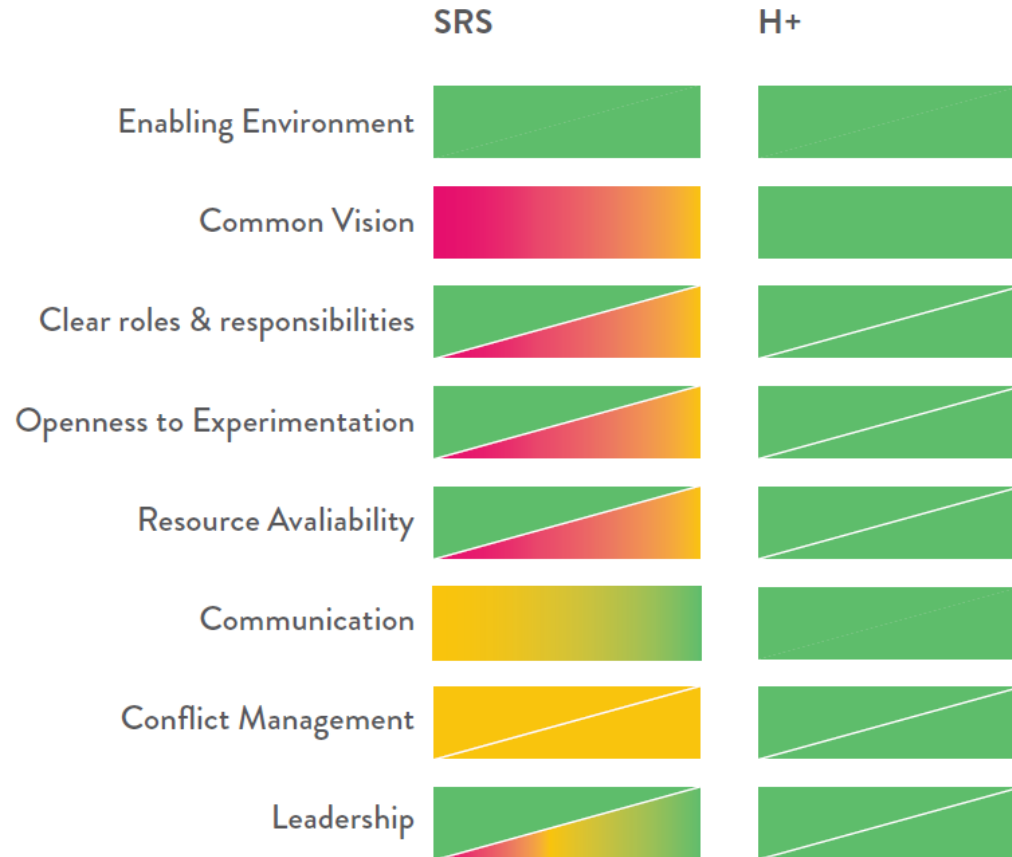 SRS H+
Enabling Environment
Common Vision
Clear roles & responsibilities
Openness to Experimentation
Resource Avaliability
Communication
Conflict Management
Leadership